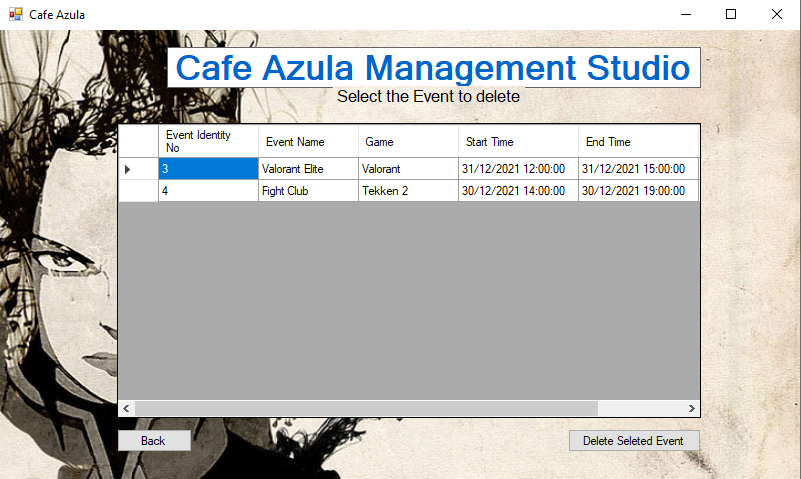 Cafe Azula
Cafe Azula Management Studio
Select the Event to delete
Event Identity No Event Name Game Start Time End Time
3 Valorant Elite Valorant 31/12/2021 12:00:00 31/12/2021 15:00:00
4 Fight Club Tekken 2 30/12/2021 14:00:00 30/12/2021 19:00:00
Back Delete Seleted Event